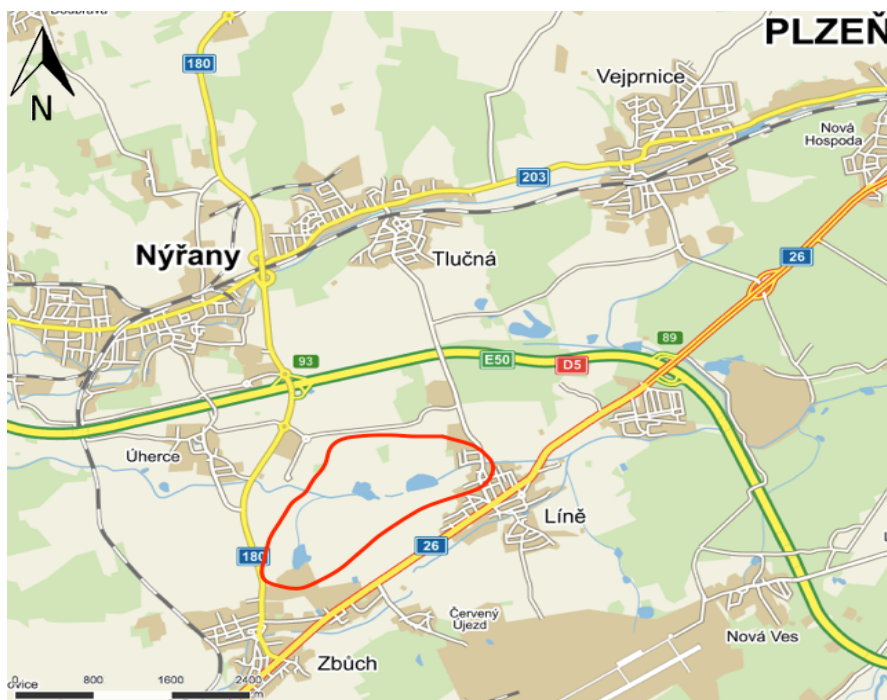 PLZEŇ
N
180
Vejprnice
Nová
Hospoda
203
Nýřany
Tlučná
26
93
E50
D5
89
Úherce
Líně
180
26
Červený
Újezd
Nová Ves
Zbůch
0 800 1600 2400
m